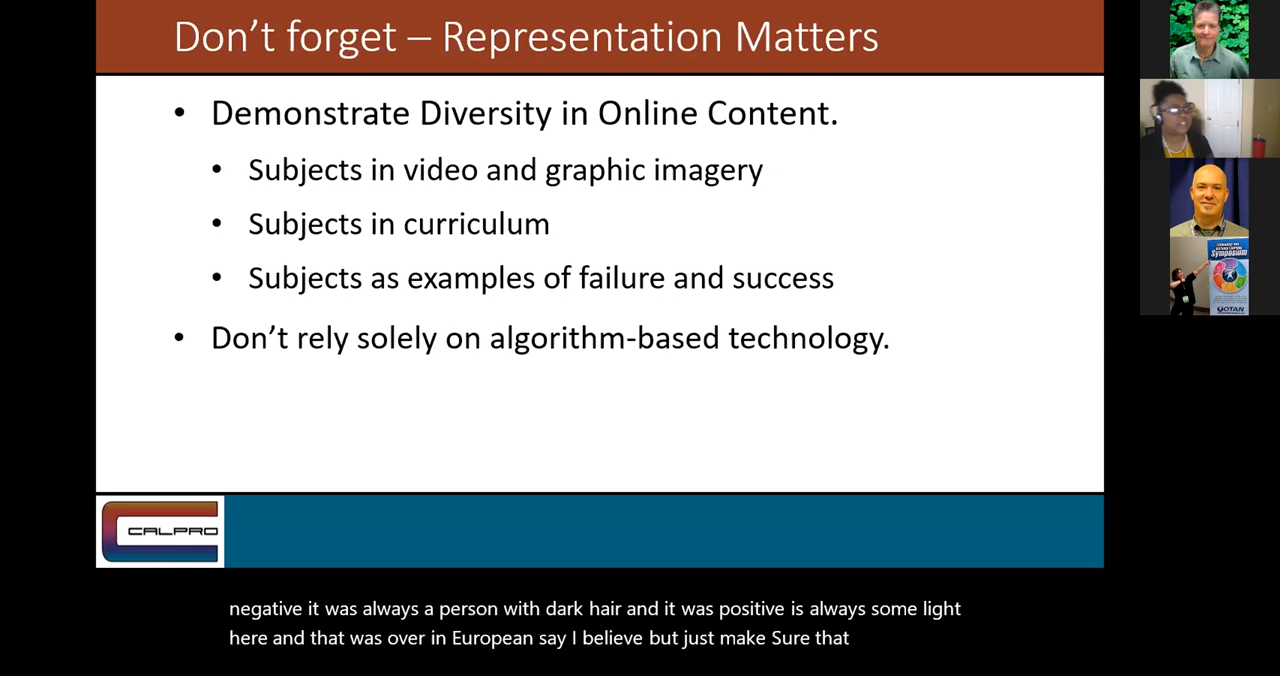 Don't forget – Representation Matters
• Demonstrate Diversity in Online Content.
• Subjects in video and graphic imagery
• Subjects in curriculum
• Subjects as examples of failure and success
• Don't rely solely on algorithm-based technology.
Symposium
OTAN
CALPRO
negative it was always a person with dark hair and it was positive is always some light
here and that was over in European say I believe but just make Sure that